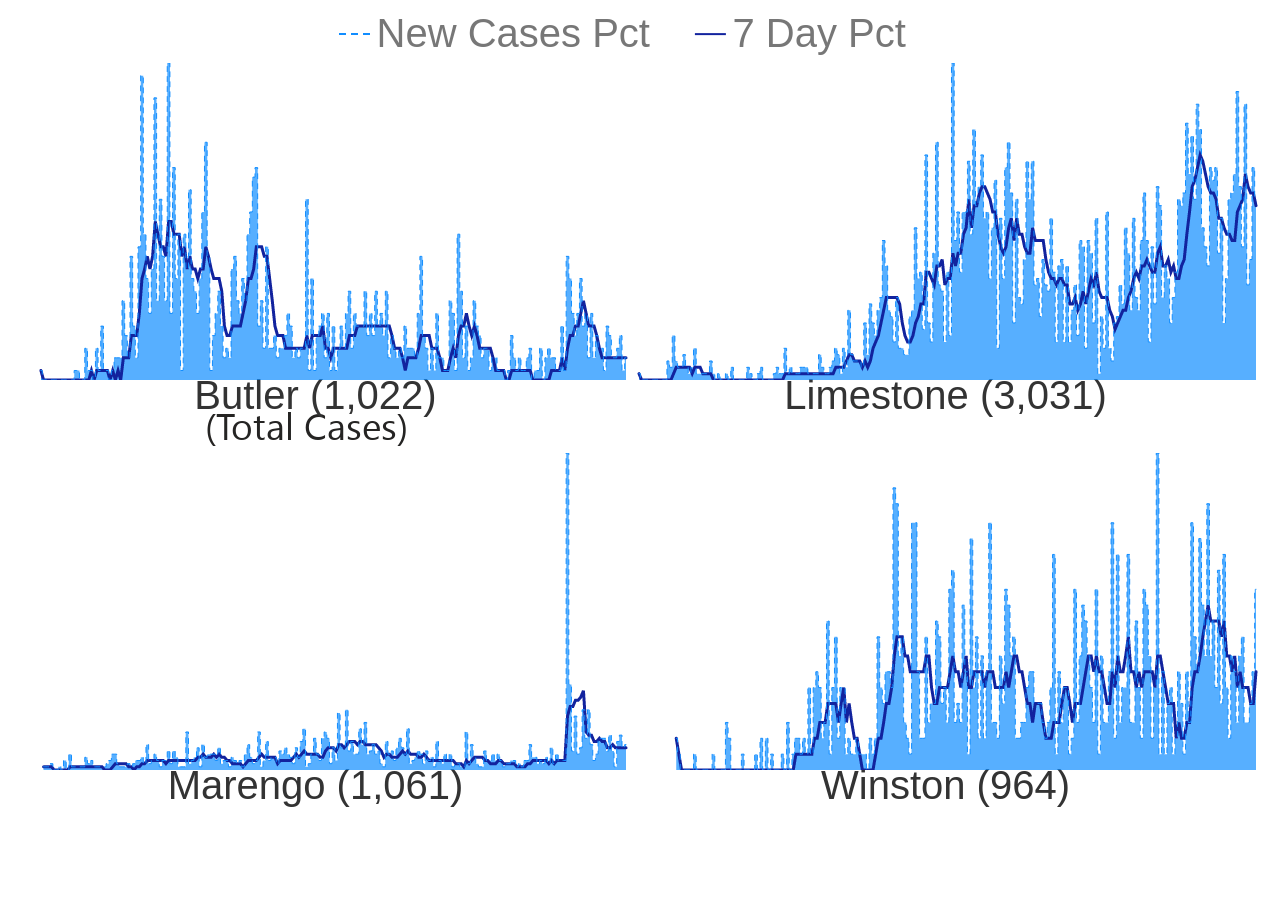 New Cases Pct 7 Day Pct
Butler (1,022) Limestone (3,031)
(Total Cases)
Marengo (1,061) Winston (964)